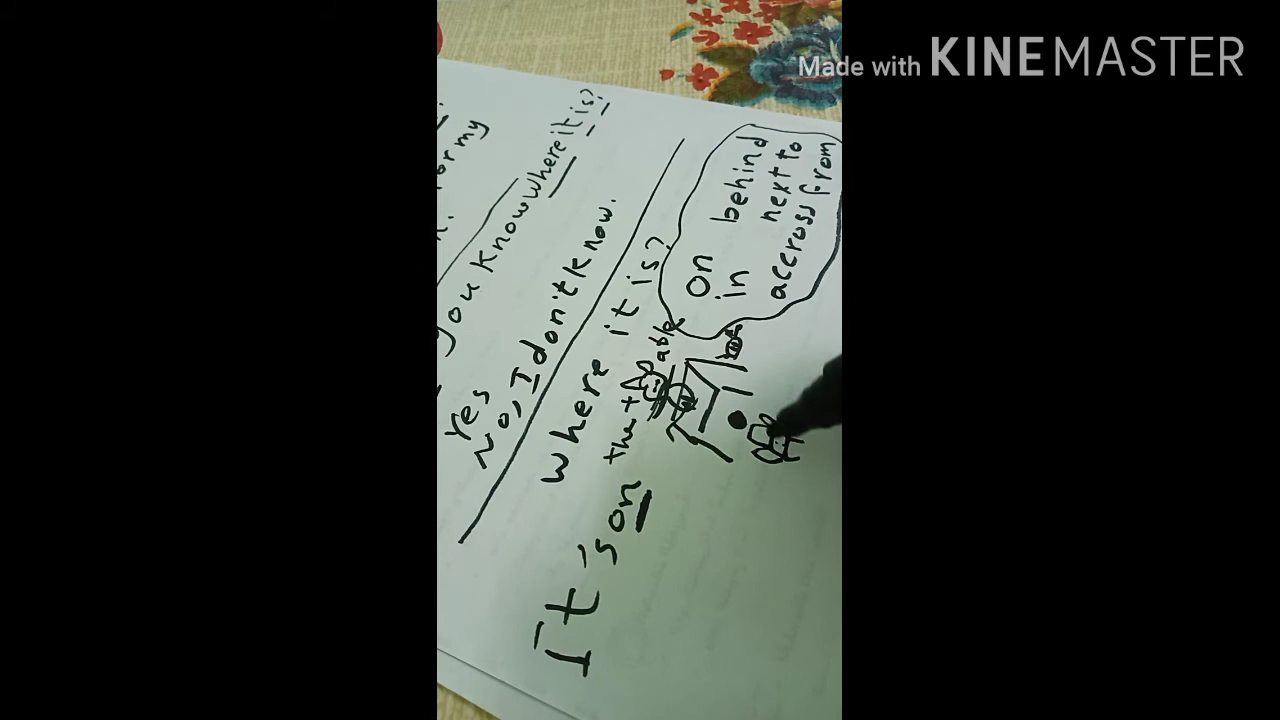 Made with KINEMASTER
or my
you know where it is?
Yes
No, I don't know.
where it is?
It's on the table
on behind
in next to
accross from